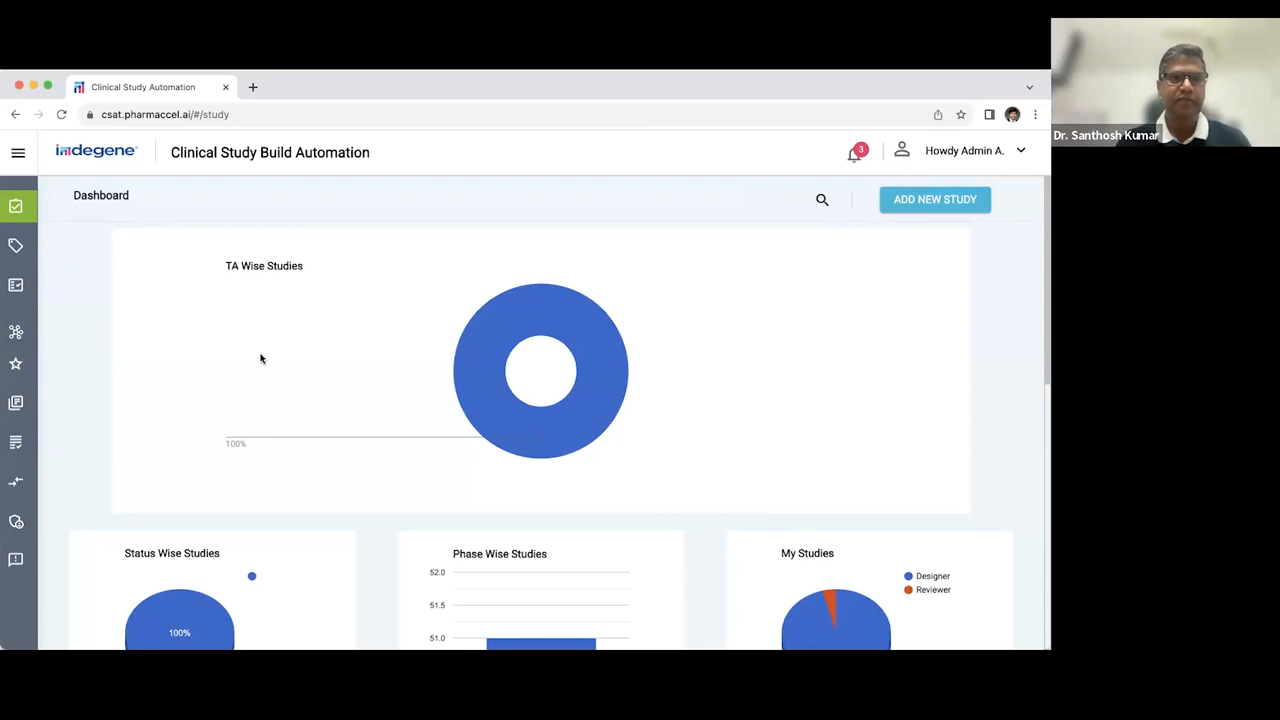 Clinical Study Automation
csat.pharmaccel.ai/#/study
Dr. Santhosh Kumar
indegene
Clinical Study Build Automation
3
Howdy Admin A.
Dashboard
ADD NEW STUDY
TA Wise Studies
100%
Status Wise Studies
100%
Phase Wise Studies
52.0
51.5
51.0
My Studies
Designer
Reviewer